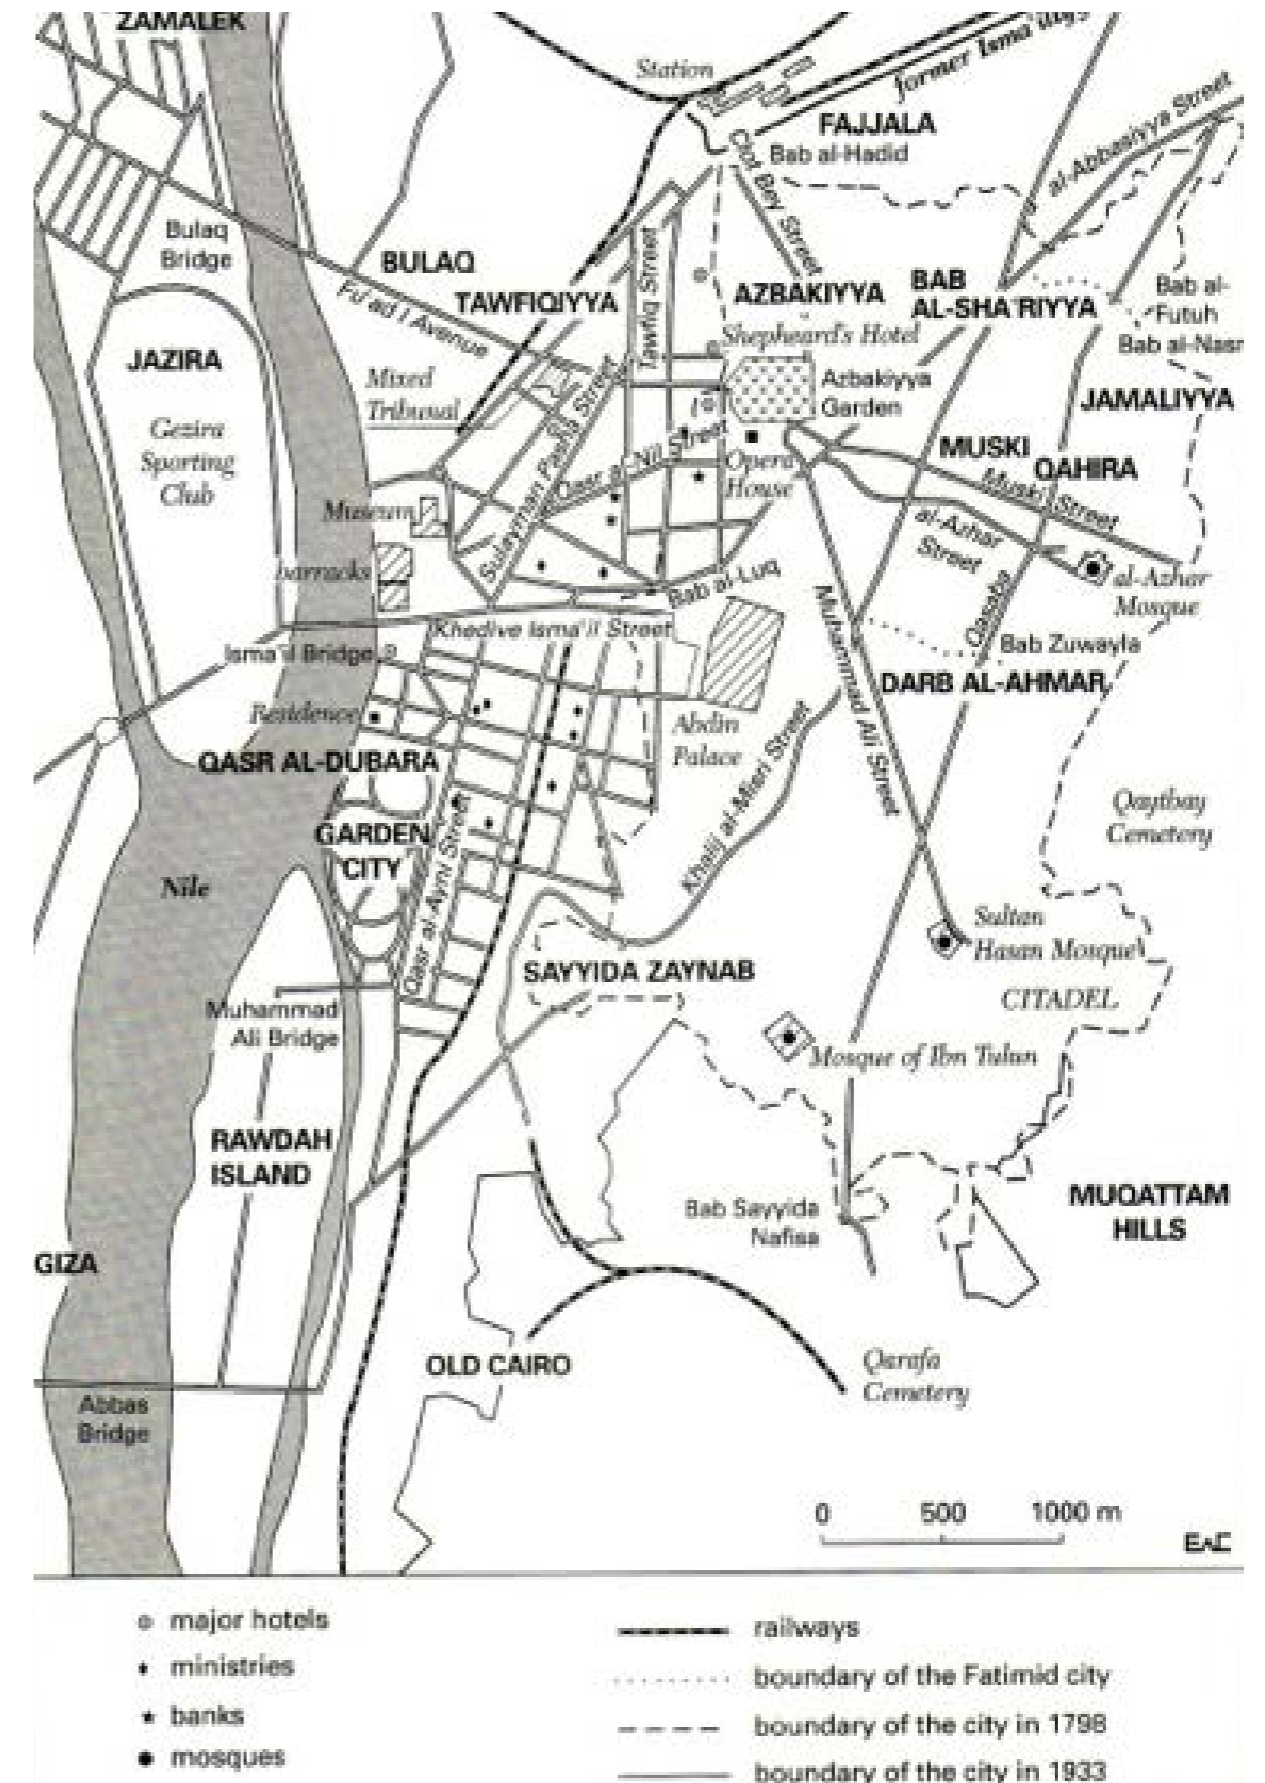 ZAMALEK
Station
former Isma
FAJJALA
Bab al-Hadid
Clot Bey Street
al-Abbasiyya Street
Bulaq
Bridge
BULAQ
TAWFIQIYYA
Fu'ad I Avenue
Tawfiq Street
AZBAKIYYA
BAB
AL-SHA'RIYYA
Bab al-
Futuh
Bab al-Nasr
Shepheard's Hotel
JAZIRA
Mixed
Tribunal
Azbakiyya
Garden
JAMALIYYA
Gezira
Sporting
Club
Sulayman Pasha Street
Qasr al-Nil Street
Opera
House
MUSKI
QAHIRA
Muski Street
Museum
al-Azhar
Street
barracks
Bab al-Luq
al-Azhar
Mosque
Khedive Isma'il Street
Isma'il Bridge
Muhammad Ali Street
Qasaba
Bab Zuwayla
DARB AL-AHMAR
Residence
Abdin
Palace
QASR AL-DUBARA
Khalij al-Misri Street
Qaytbay
Cemetery
GARDEN
CITY
Qasr al-Ayni Street
Nile
Sultan
Hasan Mosque
SAYYIDA ZAYNAB
CITADEL
Muhammad
Ali Bridge
Mosque of Ibn Tulun
RAWDAH
ISLAND
Bab Sayyida
Nafisa
MUQATTAM
HILLS
GIZA
OLD CAIRO
Qarafa
Cemetery
Abbas
Bridge
0 500 1000 m
major hotels
ministries
banks
mosques
railways
boundary of the Fatimid city
boundary of the city in 1798
boundary of the city in 1933